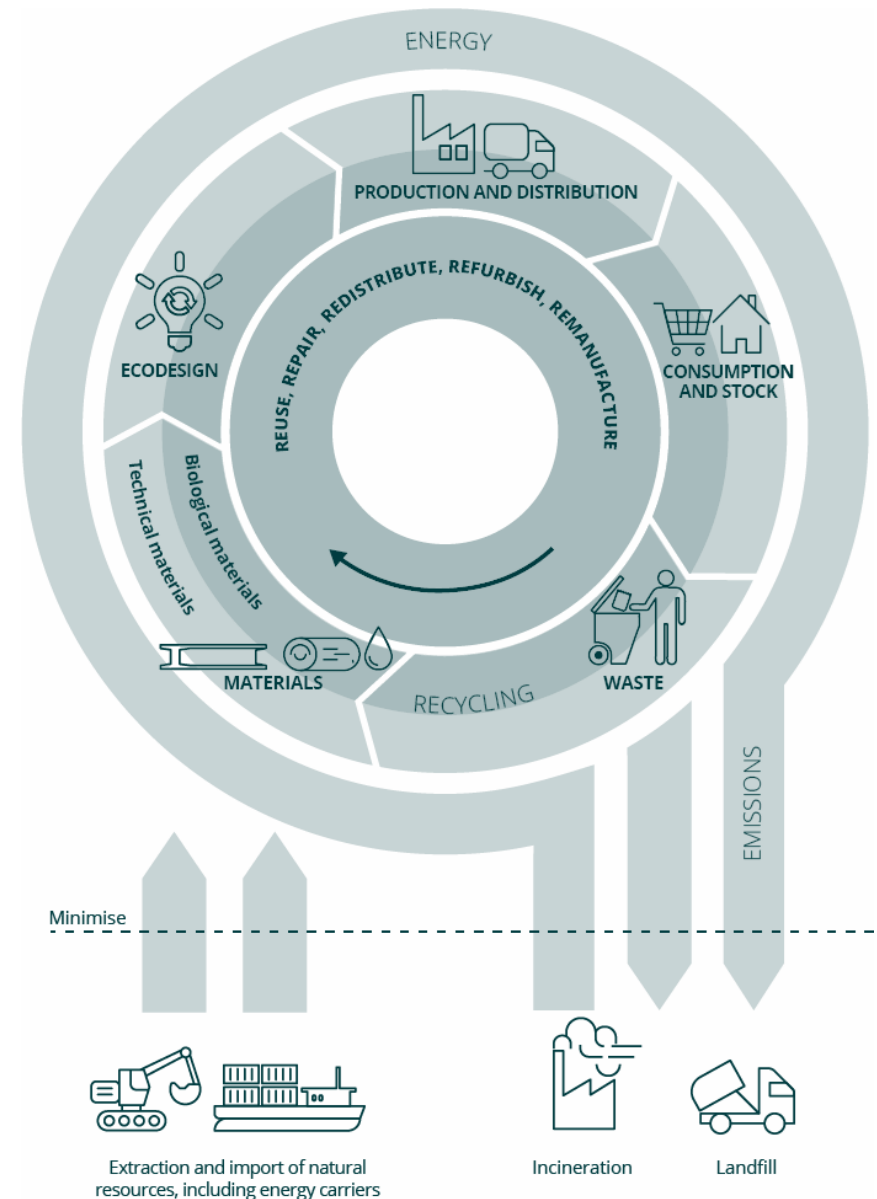 ENERGY
PRODUCTION AND DISTRIBUTION
REUSE, REPAIR, REDISTRIBUTE, REFURBISH, REMANUFACTURE
ECODESIGN
CONSUMPTION
AND STOCK
Technical materials
Biological materials
MATERIALS
RECYCLING
WASTE
EMISSIONS
Minimise
Extraction and import of natural
resources, including energy carriers
Incineration
Landfill